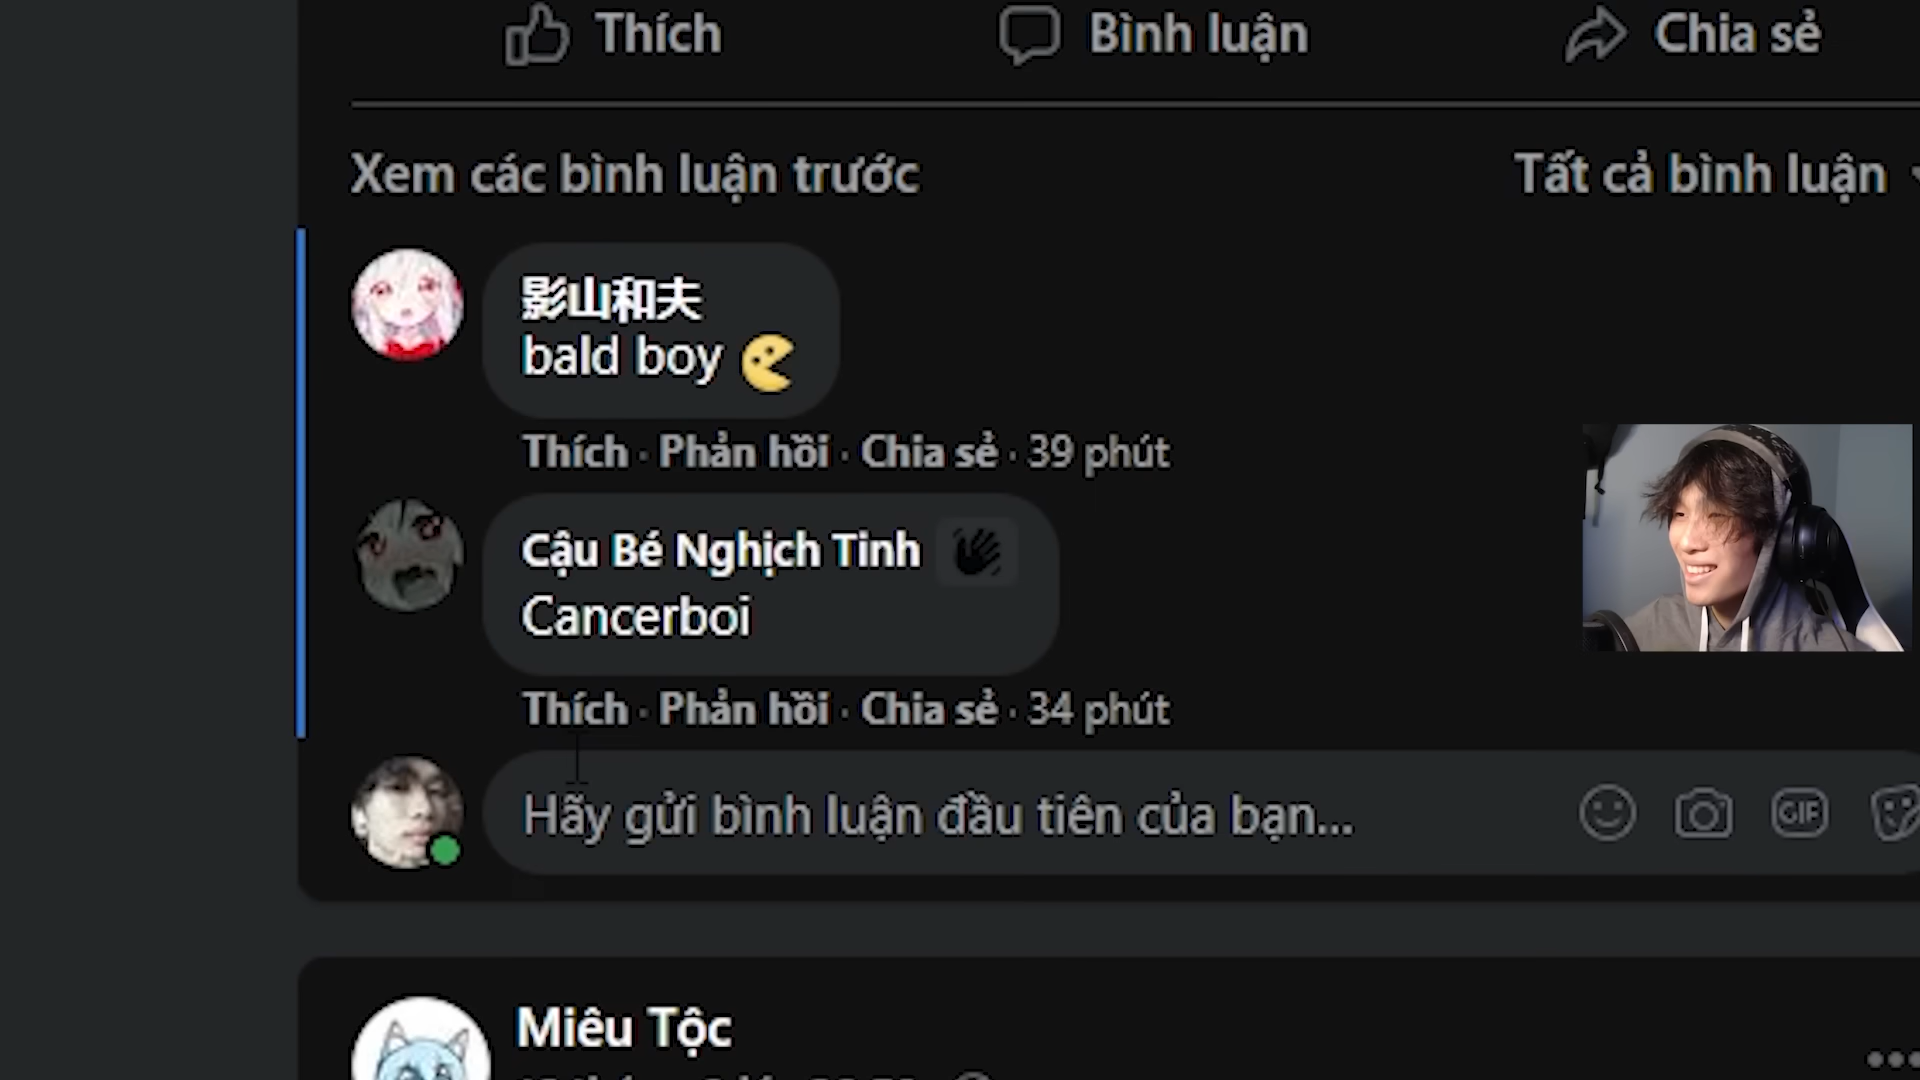 Thích
Bình luận
Chia sẻ
Xem các bình luận trước
Tất cả bình luận
影山和夫
bald boy
Thích · Phản hồi · Chia sẻ · 39 phút
Cậu Bé Nghịch Tinh
Cancerboi
Thích · Phản hồi · Chia sẻ · 34 phút
Hãy gửi bình luận đầu tiên của bạn...
GIF
Miêu Tộc